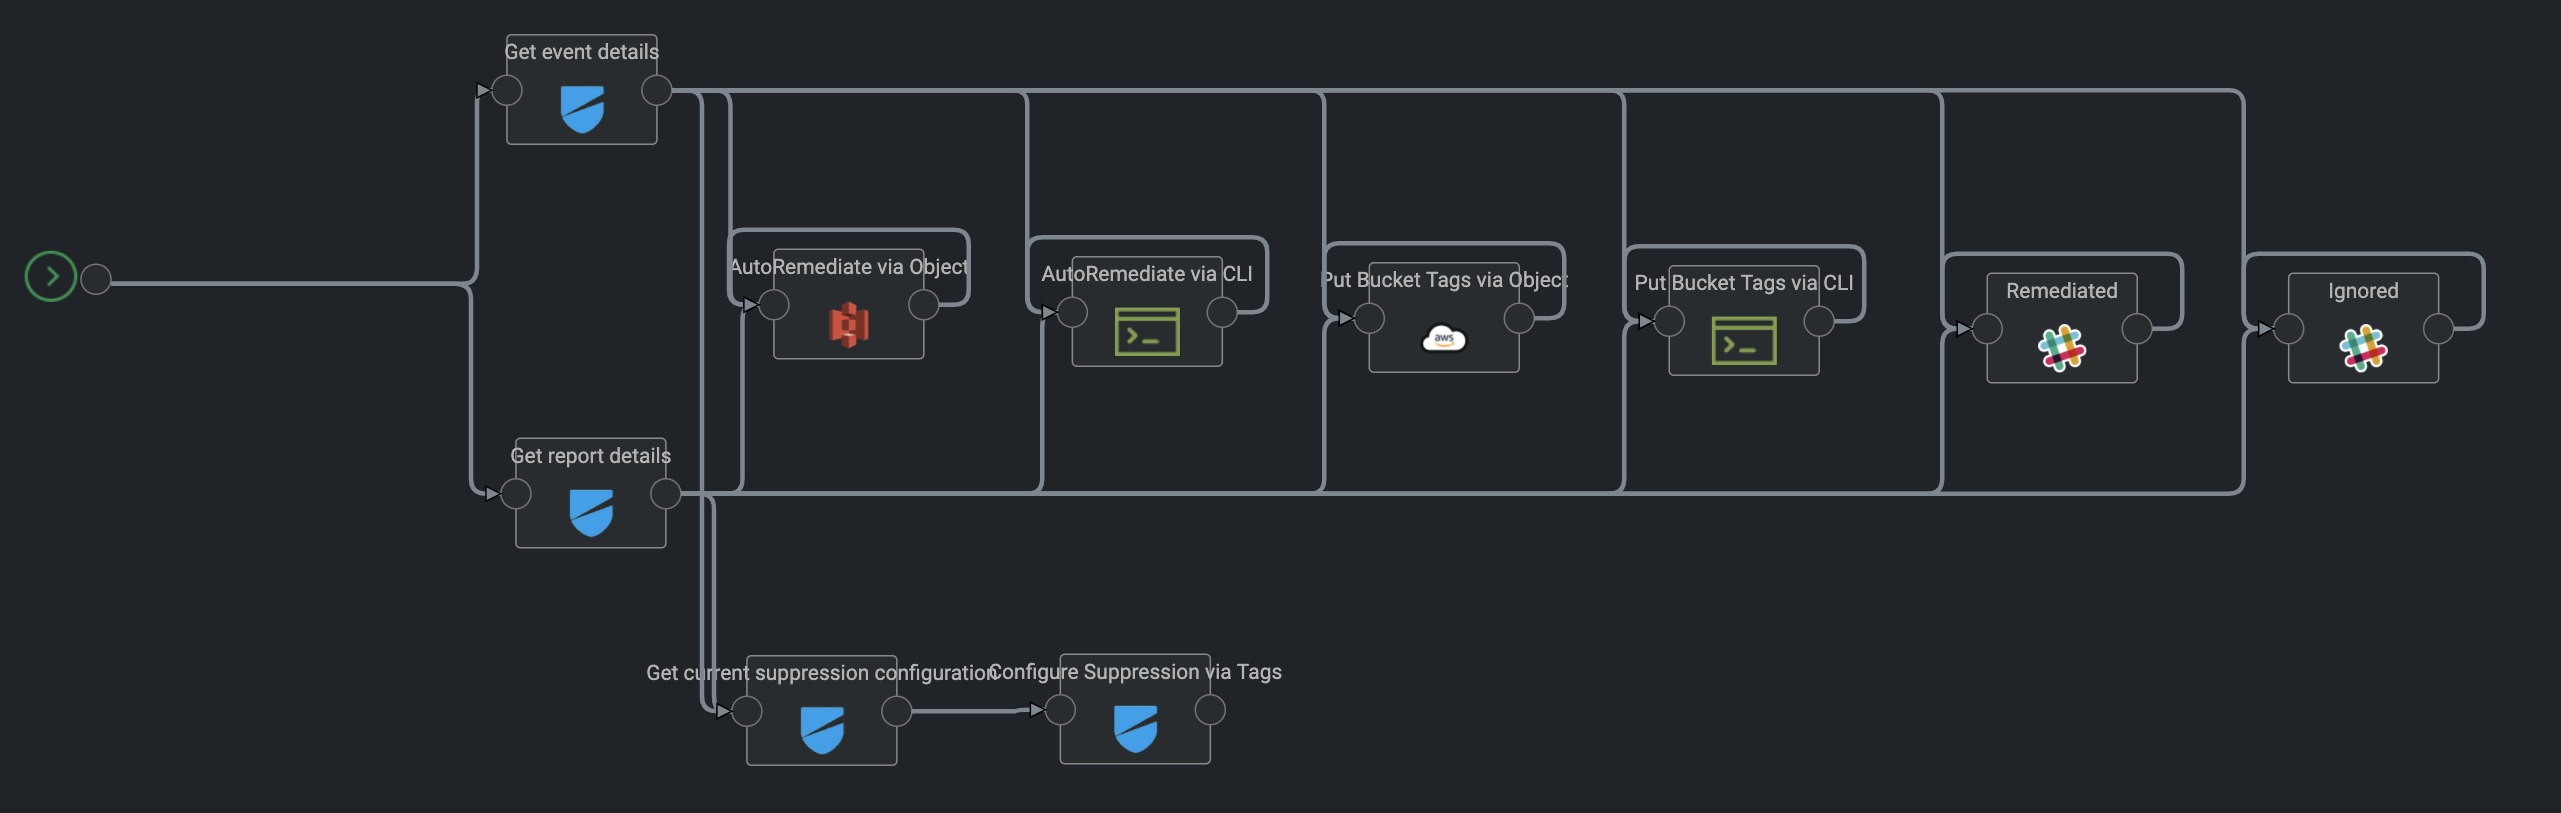 Get event details
AutoRemediate via Object
AutoRemediate via CLI
Put Bucket Tags via Object
Put Bucket Tags via CLI
Remediated
Ignored
aws
Get report details
Get current suppression configuration
Configure Suppression via Tags